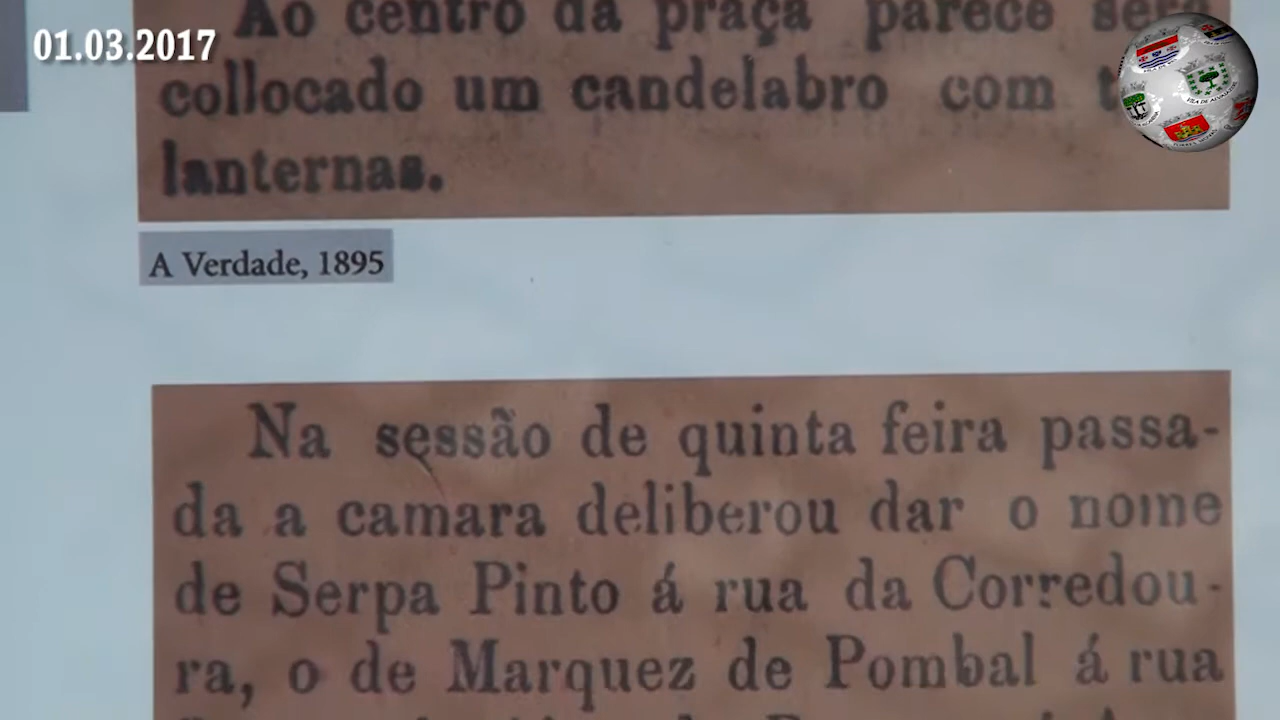 01.03.2017
Ao centro da praça parece
collocado um candelabro com
lanternas.
A Verdade, 1895
Na sessão de quinta feira passa-
da a camara deliberou dar o nome
de Serpa Pinto á rua da Corredou-
ra, o de Marquez de Pombal á rua